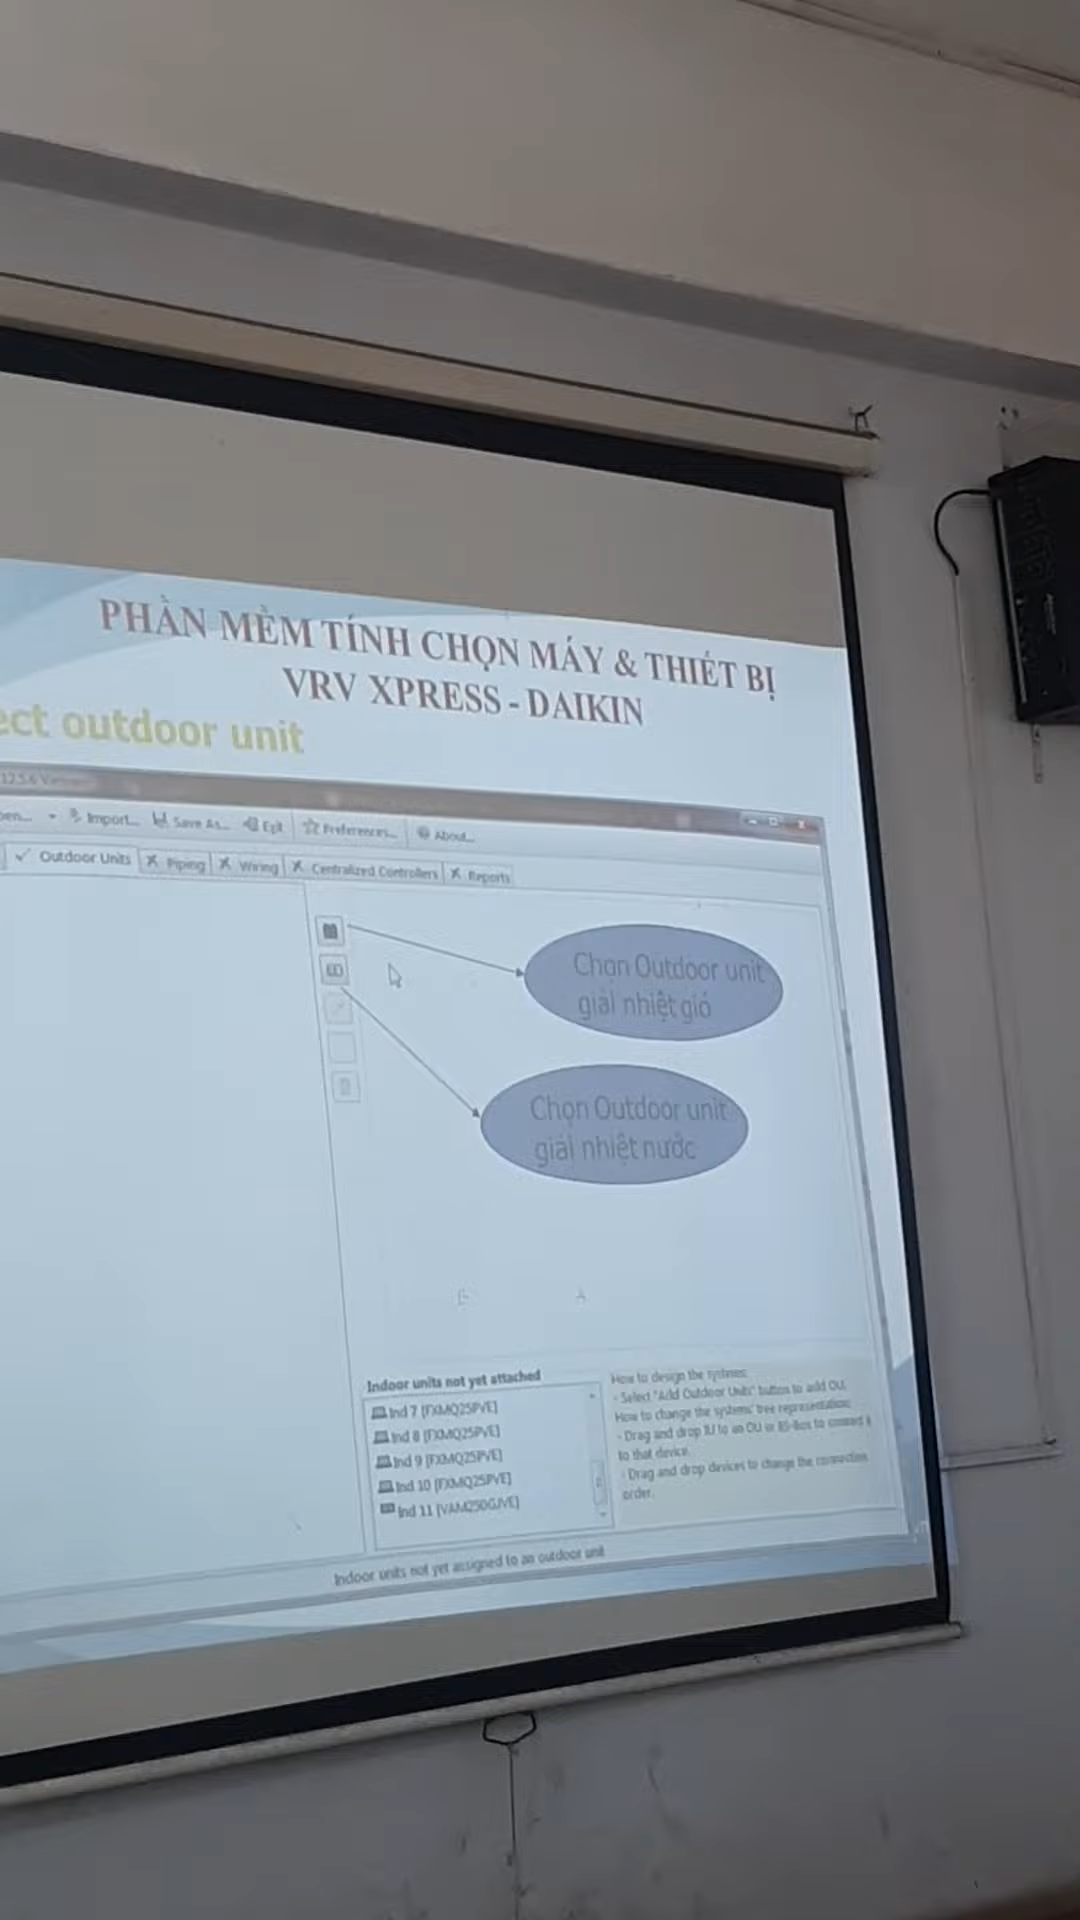 PHẦN MỀM TÍNH CHỌN MÁY & THIẾT BỊ
VRV XPRESS - DAIKIN
ect outdoor unit
Import... Save As... Exit Preferences... About...
Outdoor Units Piping Wiring Centralized Controllers Reports
Chọn Outdoor unit
giải nhiệt gió
Chọn Outdoor unit
giải nhiệt nước
Indoor units not yet attached
Ind 7 [FXMQ25PVE]
Ind 8 [FXMQ25PVE]
Ind 9 [FXMQ25PVE]
Ind 10 [FXMQ25PVE]
Ind 11 [VAM250GJVE]
How to design the systems:
- Select "Add Outdoor Units" button to add OU.
How to change the systems' tree representation:
- Drag and drop IU to an OU or BS-Box to connect it
to that device.
- Drag and drop devices to change the connection
order.
Indoor units not yet assigned to an outdoor unit